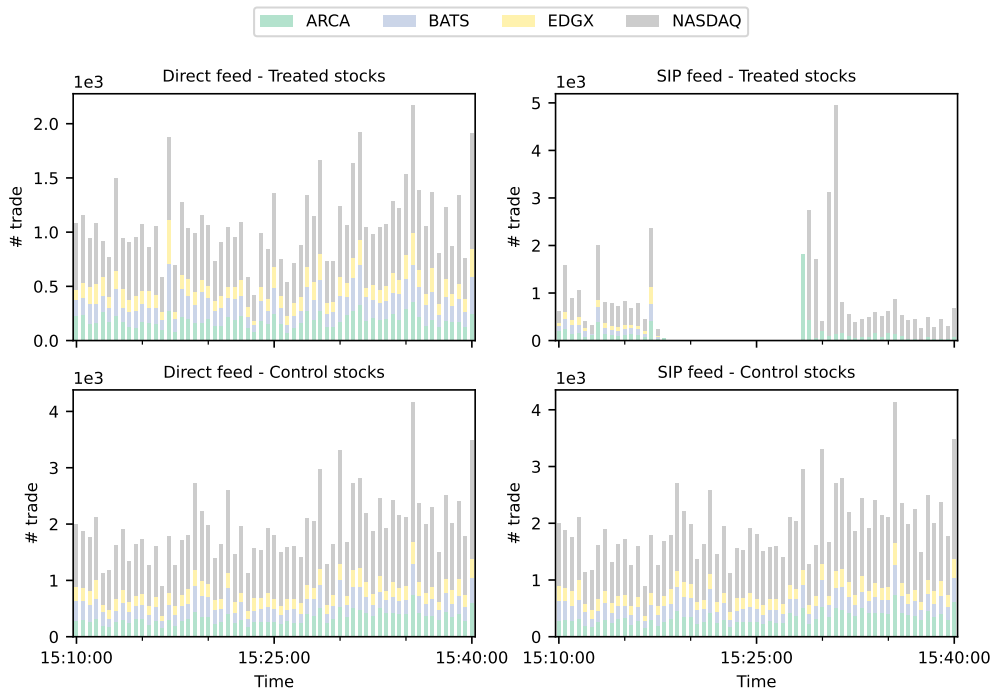 ARCA BATS EDGX NASDAQ
Direct feed - Treated stocks
1e3
# trade
2.0
1.5
1.0
0.5
0.0
SIP feed - Treated stocks
1e3
# trade
5
4
3
2
1
0
Direct feed - Control stocks
1e3
# trade
4
3
2
1
0
15:10:00 15:25:00 15:40:00
Time
SIP feed - Control stocks
1e3
# trade
4
3
2
1
0
15:10:00 15:25:00 15:40:00
Time